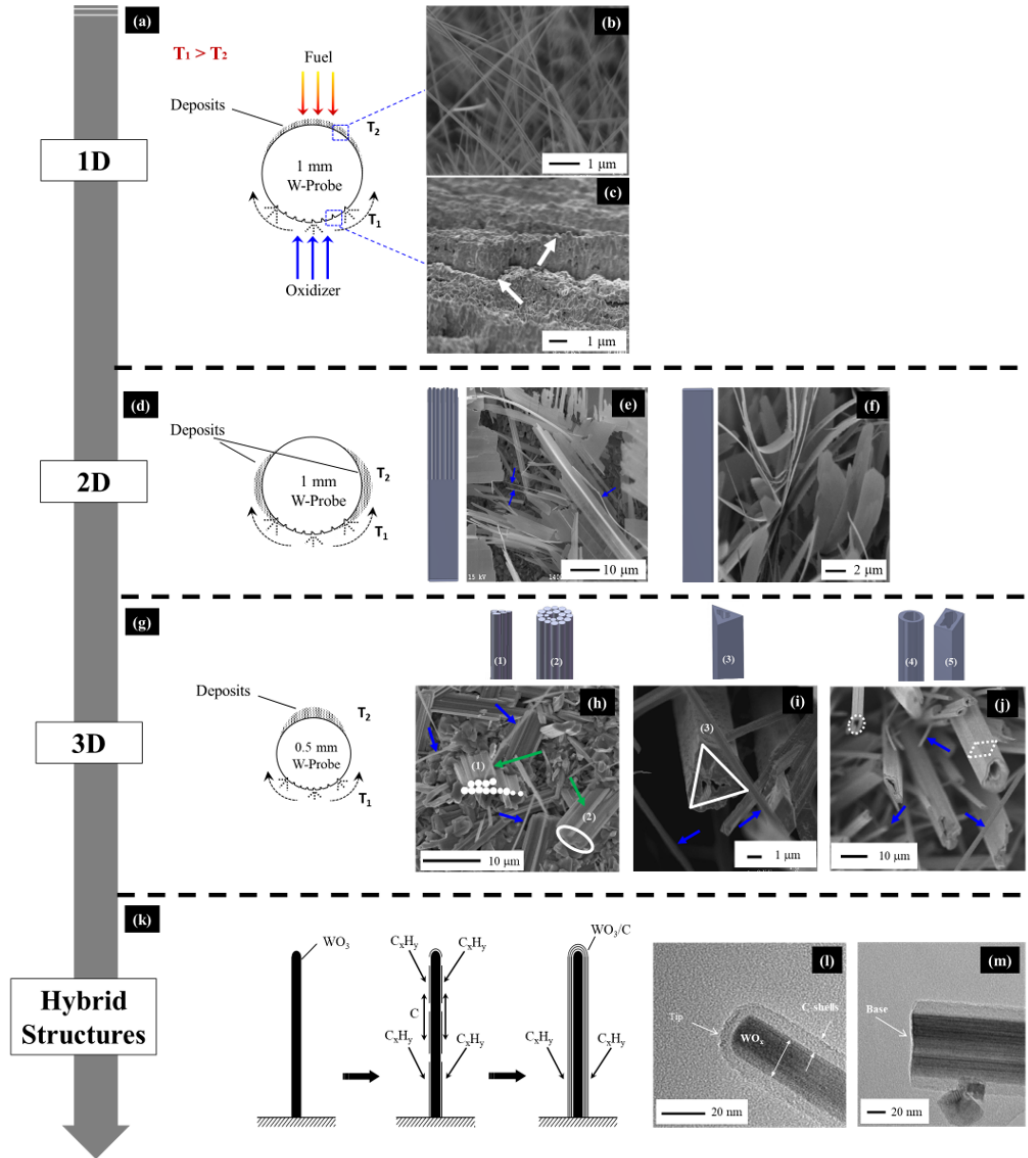 (a)
T₁ > T₂
Fuel
Deposits
T₂
1 mm
W-Probe
T₁
Oxidizer
(b)
1 μm
(c)
1 μm
1D
(d)
Deposits
T₂
1 mm
W-Probe
T₁
(e)
10 μm
15 kV
(f)
2 μm
2D
(g)
Deposits
T₂
0.5 mm
W-Probe
T₁
(1)
(2)
(3)
(4)
(5)
(h)
(1)
(2)
10 μm
(i)
(3)
1 μm
(j)
10 μm
3D
(k)
WO₃
CₓHᵧ
CₓHᵧ
C
CₓHᵧ
CₓHᵧ
WO₃/C
CₓHᵧ
CₓHᵧ
(l)
Tip
C-shells
WOₓ
20 nm
(m)
Base
20 nm
Hybrid
Structures